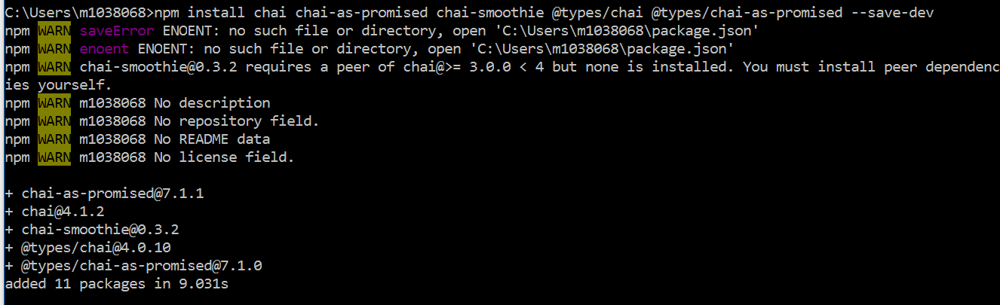 C:\Users\m1038068>npm install chai chai-as-promised chai-smoothie @types/chai @types/chai-as-promised --save-dev
npm WARN saveError ENOENT: no such file or directory, open 'C:\Users\m1038068\package.json'
npm WARN enoent ENOENT: no such file or directory, open 'C:\Users\m1038068\package.json'
npm WARN chai-smoothie@0.3.2 requires a peer of chai@>= 3.0.0 < 4 but none is installed. You must install peer dependenc
ies yourself.
npm WARN m1038068 No description
npm WARN m1038068 No repository field.
npm WARN m1038068 No README data
npm WARN m1038068 No license field.
+ chai-as-promised@7.1.1
+ chai@4.1.2
+ chai-smoothie@0.3.2
+ @types/chai@4.0.10
+ @types/chai-as-promised@7.1.0
added 11 packages in 9.031s